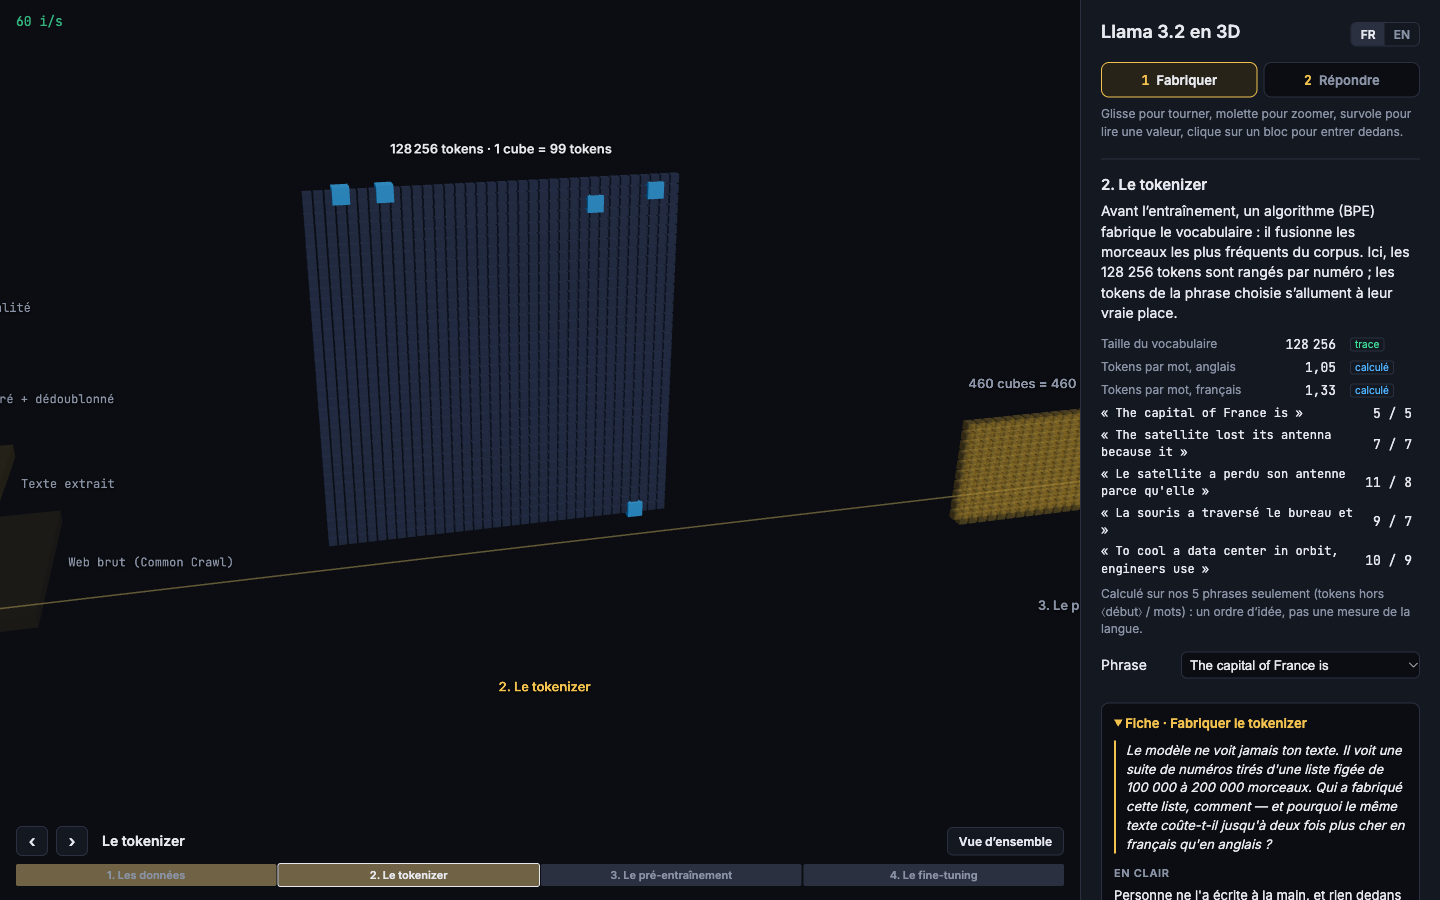 60 i/s
128 256 tokens · 1 cube = 99 tokens
alité
ré + dédoublonné
Texte extrait
Web brut (Common Crawl)
460 cubes = 460
3. Le p
2. Le tokenizer
‹ › Le tokenizer
Vue d’ensemble
1. Les données
2. Le tokenizer
3. Le pré-entraînement
4. Le fine-tuning
Llama 3.2 en 3D
FR EN
1 Fabriquer
2 Répondre
Glisse pour tourner, molette pour zoomer, survole pour
lire une valeur, clique sur un bloc pour entrer dedans.
2. Le tokenizer
Avant l’entraînement, un algorithme (BPE)
fabrique le vocabulaire : il fusionne les
morceaux les plus fréquents du corpus. Ici, les
128 256 tokens sont rangés par numéro ; les
tokens de la phrase choisie s’allument à leur
vraie place.
Taille du vocabulaire 128 256 trace
Tokens par mot, anglais 1,05 calculé
Tokens par mot, français 1,33 calculé
« The capital of France is » 5 / 5
« The satellite lost its antenna
because it » 7 / 7
« Le satellite a perdu son antenne
parce qu'elle » 11 / 8
« La souris a traversé le bureau et
» 9 / 7
« To cool a data center in orbit,
engineers use » 10 / 9
Calculé sur nos 5 phrases seulement (tokens hors
⟨début⟩ / mots) : un ordre d’idée, pas une mesure de la
langue.
Phrase The capital of France is
▼ Fiche · Fabriquer le tokenizer
Le modèle ne voit jamais ton texte. Il voit une
suite de numéros tirés d'une liste figée de
100 000 à 200 000 morceaux. Qui a fabriqué
cette liste, comment — et pourquoi le même
texte coûte-t-il jusqu'à deux fois plus cher en
français qu'en anglais ?
EN CLAIR
Personne ne l'a écrite à la main, et rien dedans